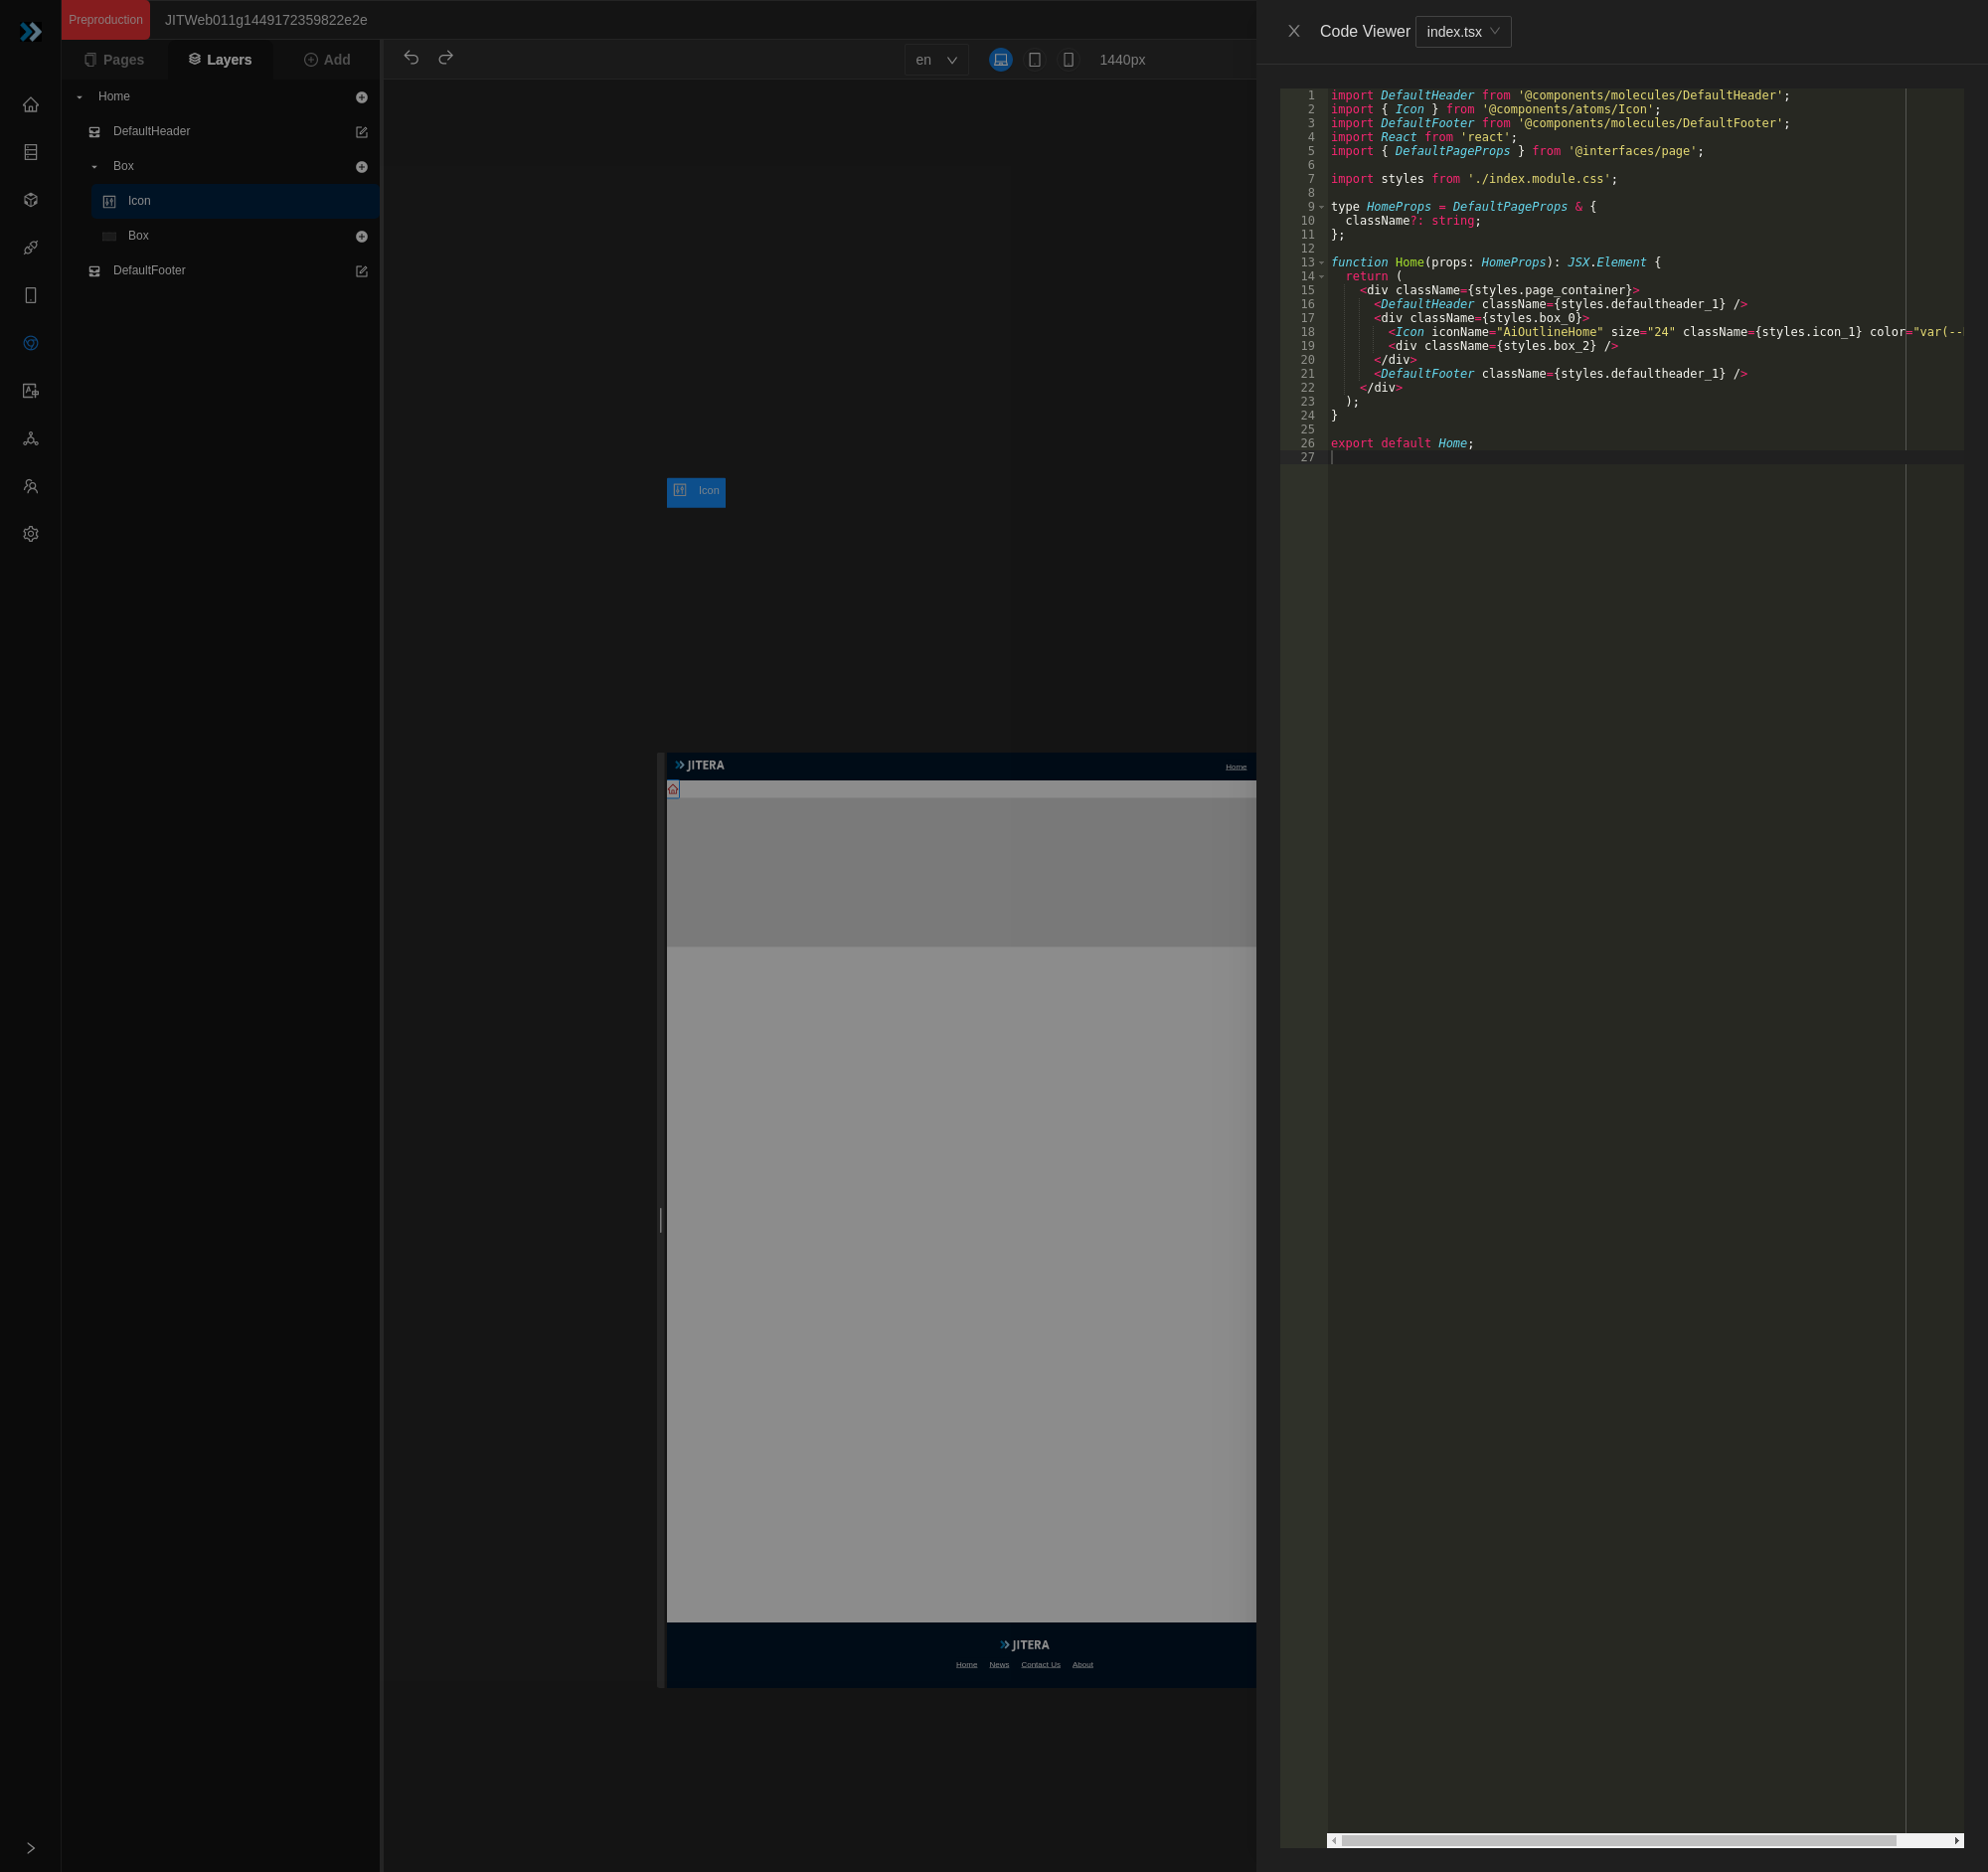 Preproduction JITWeb011g1449172359822e2e
Pages Layers Add
en 1440px
Home
DefaultHeader
Box
Icon
Box
DefaultFooter
Icon
JITERA
Home
JITERA
Home News Contact Us About
Code Viewer index.tsx
1 import DefaultHeader from '@components/molecules/DefaultHeader';
2 import { Icon } from '@components/atoms/Icon';
3 import DefaultFooter from '@components/molecules/DefaultFooter';
4 import React from 'react';
5 import { DefaultPageProps } from '@interfaces/page';
6
7 import styles from './index.module.css';
8
9 type HomeProps = DefaultPageProps & {
10 className?: string;
11 };
12
13 function Home(props: HomeProps): JSX.Element {
14 return (
15 <div className={styles.page_container}>
16 <DefaultHeader className={styles.defaultheader_1} />
17 <div className={styles.box_0}>
18 <Icon iconName="AiOutlineHome" size="24" className={styles.icon_1} color="var(--
19 <div className={styles.box_2} />
20 </div>
21 <DefaultFooter className={styles.defaultheader_1} />
22 </div>
23 );
24 }
25
26 export default Home;
27